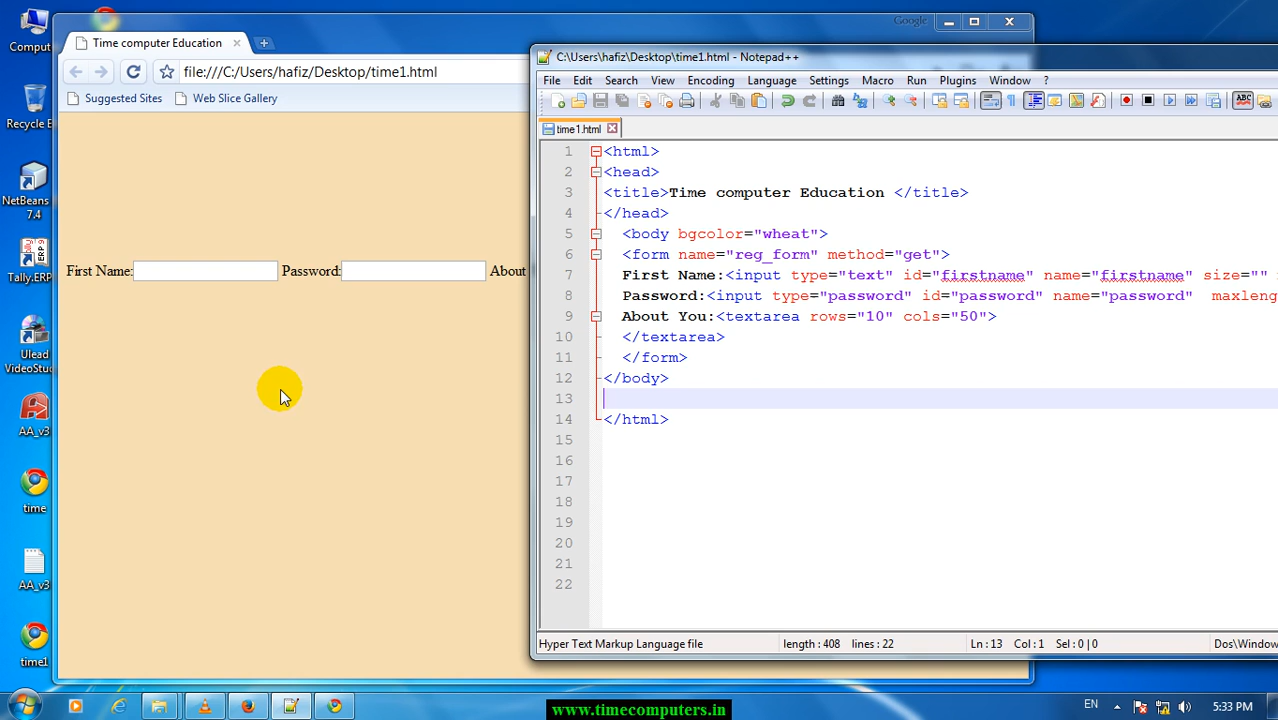 Comput
Recycle E
NetBeans
7.4
Tally.ERP
Ulead
VideoStud
AA_v3
time
AA_v3
time1
Google
Time computer Education
file:///C:/Users/hafiz/Desktop/time1.html
Suggested Sites Web Slice Gallery
First Name: Password: About
C:\Users\hafiz\Desktop\time1.html - Notepad++
File Edit Search View Encoding Language Settings Macro Run Plugins Window ?
time1.html
1 <html>
2 <head>
3 <title>Time computer Education </title>
4 </head>
5 <body bgcolor="wheat">
6 <form name="reg_form" method="get">
7 First Name:<input type="text" id="firstname" name="firstname" size=""
8 Password:<input type="password" id="password" name="password" maxleng
9 About You:<textarea rows="10" cols="50">
10 </textarea>
11 </form>
12 </body>
13
14 </html>
15
16
17
18
19
20
21
22
Hyper Text Markup Language file length : 408 lines : 22 Ln : 13 Col : 1 Sel : 0 | 0 Dos\Window
www.timecomputers.in
EN 5:33 PM